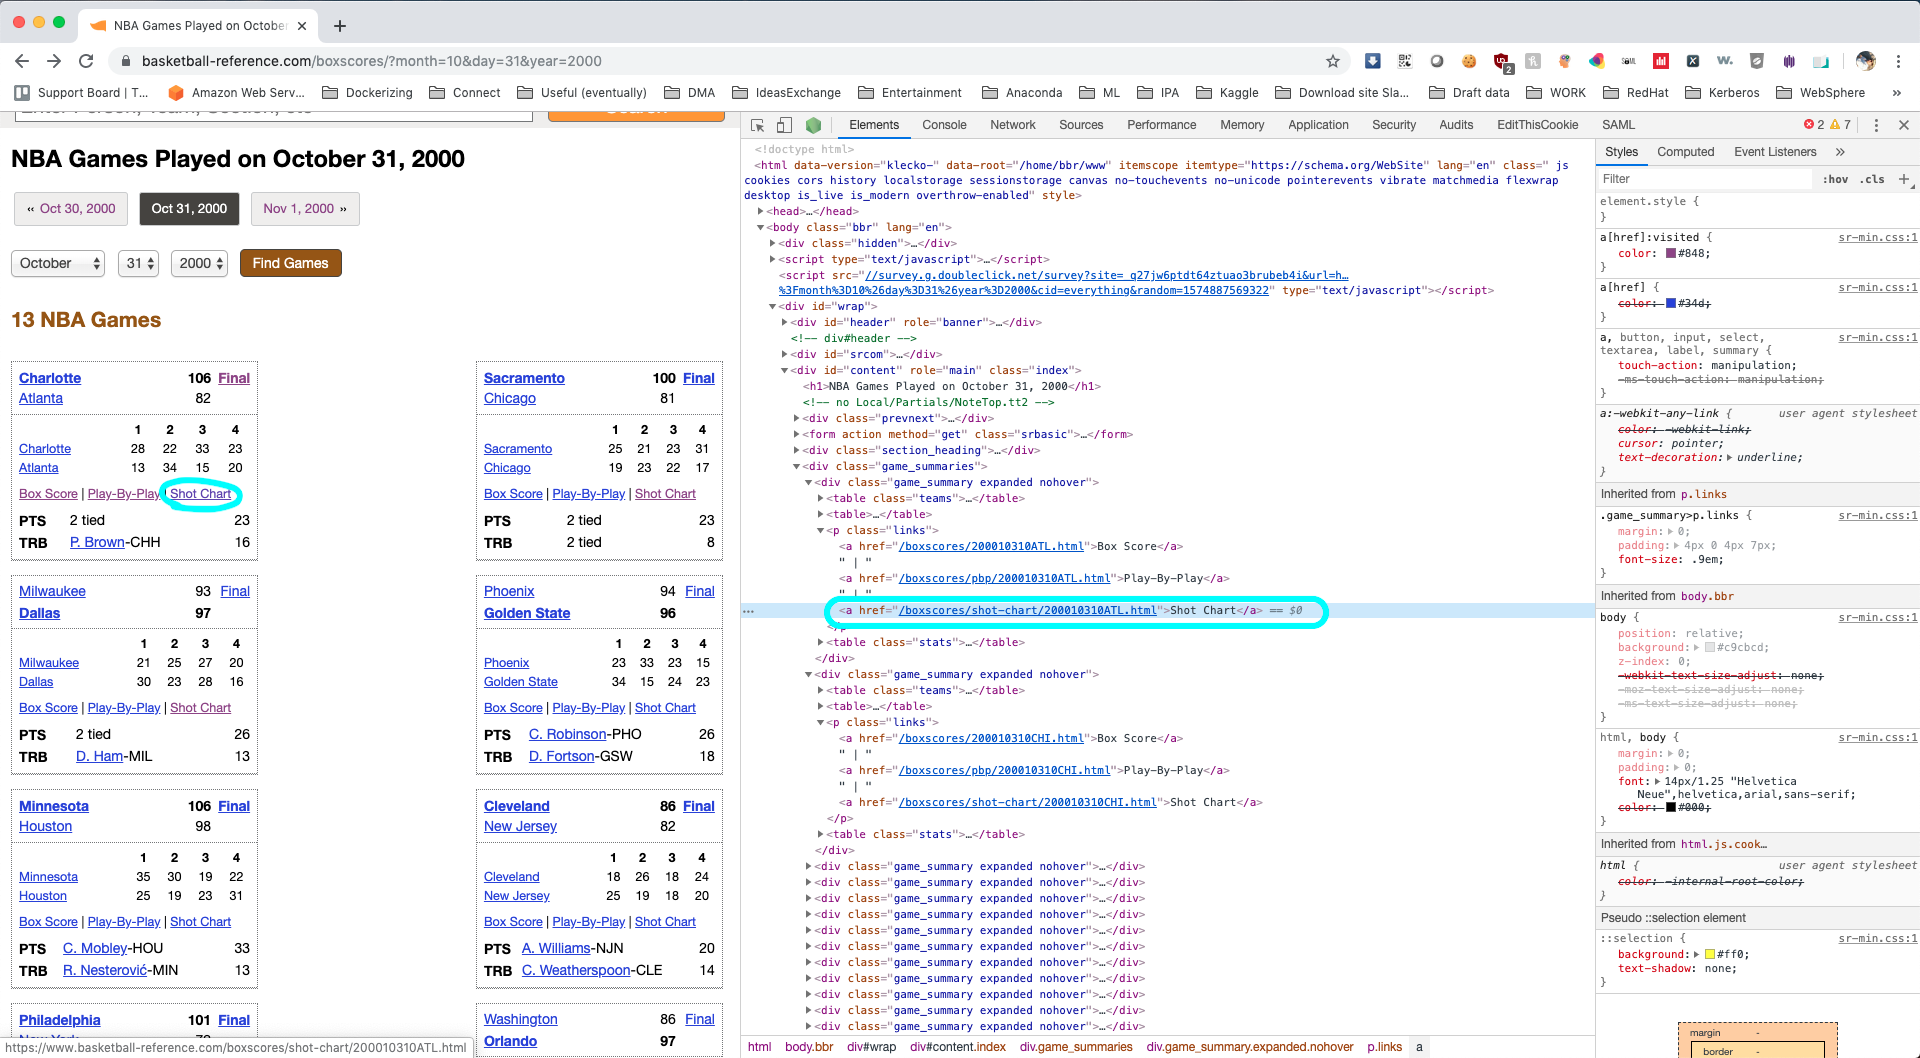 NBA Games Played on October
basketball-reference.com/boxscores/?month=10&day=31&year=2000
2
Support Board | T...
Amazon Web Serv...
Dockerizing
Connect
Useful (eventually)
DMA
IdeasExchange
Entertainment
Anaconda
ML
IPA
Kaggle
Download site Sla...
Draft data
WORK
RedHat
Kerberos
WebSphere
»
NBA Games Played on October 31, 2000
« Oct 30, 2000
Oct 31, 2000
Nov 1, 2000 »
October
31
2000
Find Games
13 NBA Games
Charlotte 106 Final
Atlanta 82
1 2 3 4
Charlotte 28 22 33 23
Atlanta 13 34 15 20
Box Score | Play-By-Play | Shot Chart
PTS 2 tied 23
TRB P. Brown-CHH 16
Sacramento 100 Final
Chicago 81
1 2 3 4
Sacramento 25 21 23 31
Chicago 19 23 22 17
Box Score | Play-By-Play | Shot Chart
PTS 2 tied 23
TRB 2 tied 8
Milwaukee 93 Final
Dallas 97
1 2 3 4
Milwaukee 21 25 27 20
Dallas 30 23 28 16
Box Score | Play-By-Play | Shot Chart
PTS 2 tied 26
TRB D. Ham-MIL 13
Phoenix 94 Final
Golden State 96
1 2 3 4
Phoenix 23 33 23 15
Golden State 34 15 24 23
Box Score | Play-By-Play | Shot Chart
PTS C. Robinson-PHO 26
TRB D. Fortson-GSW 18
Minnesota 106 Final
Houston 98
1 2 3 4
Minnesota 35 30 19 22
Houston 25 19 23 31
Box Score | Play-By-Play | Shot Chart
PTS C. Mobley-HOU 33
TRB R. Nesterović-MIN 13
Cleveland 86 Final
New Jersey 82
1 2 3 4
Cleveland 18 26 18 24
New Jersey 25 19 18 20
Box Score | Play-By-Play | Shot Chart
PTS A. Williams-NJN 20
TRB C. Weatherspoon-CLE 14
Philadelphia 101 Final
Washington 86 Final
Orlando 97
https://www.basketball-reference.com/boxscores/shot-chart/200010310ATL.html
Elements
Console
Network
Sources
Performance
Memory
Application
Security
Audits
EditThisCookie
SAML
2
7
<!doctype html>
<html data-version="klecko-" data-root="/home/bbr/www" itemscope itemtype="https://schema.org/WebSite" lang="en" class=" js
cookies cors history localstorage sessionstorage canvas no-touchevents no-unicode pointerevents vibrate matchmedia flexwrap
desktop is_live is_modern overthrow-enabled" style>
<head>…</head>
<body class="bbr" lang="en">
<div class="hidden">…</div>
<script type="text/javascript">…</script>
<script src="//survey.g.doubleclick.net/survey?site=_q27jw6ptdt64ztuao3brubeb4i&url=h…
%3Fmonth%3D10%26day%3D31%26year%3D2000&cid=everything&random=1574887569322" type="text/javascript"></script>
<div id="wrap">
<div id="header" role="banner">…</div>
<!-- div#header -->
<div id="srcom">…</div>
<div id="content" role="main" class="index">
<h1>NBA Games Played on October 31, 2000</h1>
<!-- no Local/Partials/NoteTop.tt2 -->
<div class="prevnext">…</div>
<form action method="get" class="srbasic">…</form>
<div class="section_heading">…</div>
<div class="game_summaries">
<div class="game_summary expanded nohover">
<table class="teams">…</table>
<table>…</table>
<p class="links">
<a href="/boxscores/200010310ATL.html">Box Score</a>
" | "
<a href="/boxscores/pbp/200010310ATL.html">Play-By-Play</a>
" | "
<a href="/boxscores/shot-chart/200010310ATL.html">Shot Chart</a> == $0
</p>
<table class="stats">…</table>
</div>
<div class="game_summary expanded nohover">
<table class="teams">…</table>
<table>…</table>
<p class="links">
<a href="/boxscores/200010310CHI.html">Box Score</a>
" | "
<a href="/boxscores/pbp/200010310CHI.html">Play-By-Play</a>
" | "
<a href="/boxscores/shot-chart/200010310CHI.html">Shot Chart</a>
</p>
<table class="stats">…</table>
</div>
<div class="game_summary expanded nohover">…</div>
<div class="game_summary expanded nohover">…</div>
<div class="game_summary expanded nohover">…</div>
<div class="game_summary expanded nohover">…</div>
<div class="game_summary expanded nohover">…</div>
<div class="game_summary expanded nohover">…</div>
<div class="game_summary expanded nohover">…</div>
<div class="game_summary expanded nohover">…</div>
<div class="game_summary expanded nohover">…</div>
<div class="game_summary expanded nohover">…</div>
<div class="game_summary expanded nohover">…</div>
html body.bbr div#wrap div#content.index div.game_summaries div.game_summary.expanded.nohover p.links a
Styles
Computed
Event Listeners
»
Filter
:hov .cls +
element.style {
}
a[href]:visited { sr-min.css:1
color: #848;
}
a[href] { sr-min.css:1
color: #34d;
}
a, button, input, select, sr-min.css:1
textarea, label, summary {
touch-action: manipulation;
-ms-touch-action: manipulation;
}
a:-webkit-any-link { user agent stylesheet
color: -webkit-link;
cursor: pointer;
text-decoration: underline;
}
Inherited from p.links
.game_summary>p.links { sr-min.css:1
margin: 0;
padding: 4px 0 4px 7px;
font-size: .9em;
}
Inherited from body.bbr
body { sr-min.css:1
position: relative;
background: #c9cbcd;
z-index: 0;
-webkit-text-size-adjust: none;
-moz-text-size-adjust: none;
-ms-text-size-adjust: none;
}
html, body { sr-min.css:1
margin: 0;
padding: 0;
font: 14px/1.25 "Helvetica
Neue",helvetica,arial,sans-serif;
color: #000;
}
Inherited from html.js.cook…
html { user agent stylesheet
color: -internal-root-color;
}
Pseudo ::selection element
::selection { sr-min.css:1
background: #ff0;
text-shadow: none;
}
margin -
border -